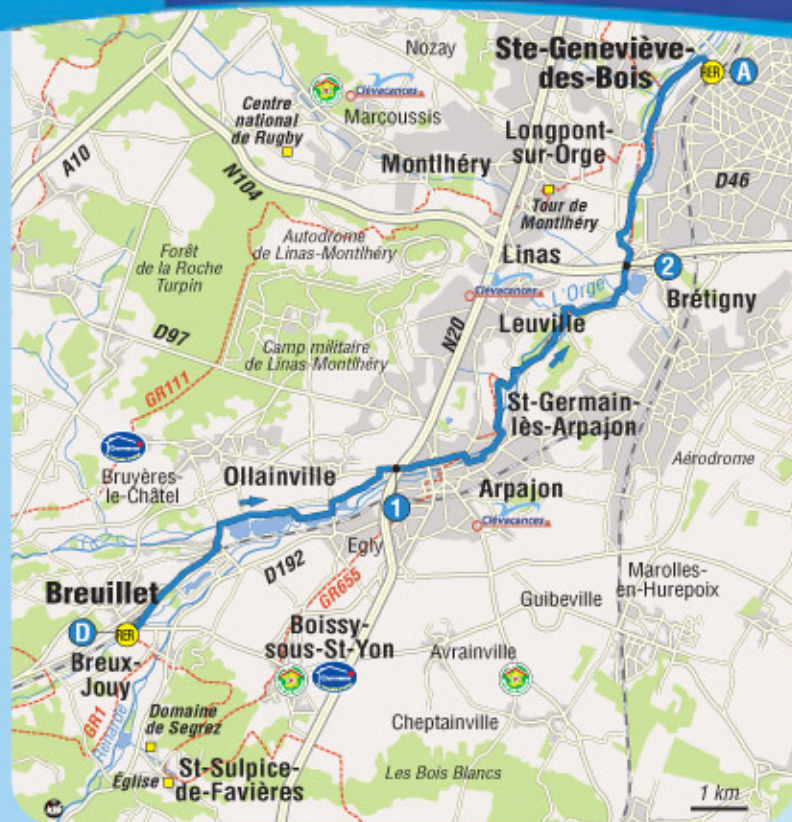 Nozay
Ste-Geneviève-
des-Bois
RER
A
Clévacances
Centre
national
de Rugby
Marcoussis
Longpont-
sur-Orge
A10
N104
Montlhéry
D46
Tour de
Montlhéry
Forêt
de la Roche
Turpin
Autodrome
de Linas-Montlhéry
Linas
2
Clévacances
L'Orge
Brétigny
Leuville
D97
N20
Camp militaire
de Linas-Montlhéry
GR111
St-Germain-
lès-Arpajon
Bruyères-
le-Châtel
Ollainville
Aérodrome
1
Arpajon
Clévacances
Egly
D192
Breuillet
GR655
Marolles-
en-Hurepoix
Guibeville
D
RER
Boissy-
sous-St-Yon
Avrainville
Breux-
Jouy
GR1
Rénarde
Domaine
de Segrez
Cheptainville
Église
St-Sulpice-
de-Favières
Les Bois Blancs
1 km